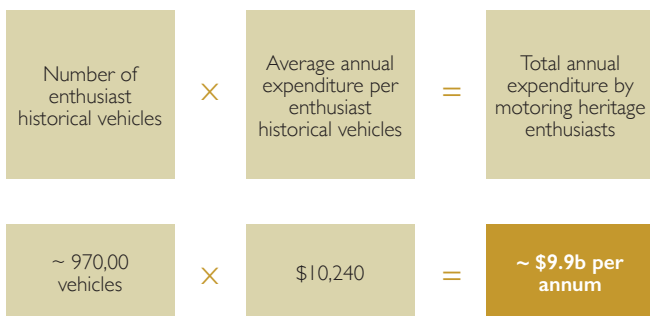 Number of
enthusiast
historical vehicles
×
Average annual
expenditure per
enthusiast
historical vehicles
=
Total annual
expenditure by
motoring heritage
enthusiasts
~ 970,00
vehicles
×
$10,240
=
~ $9.9b per
annum